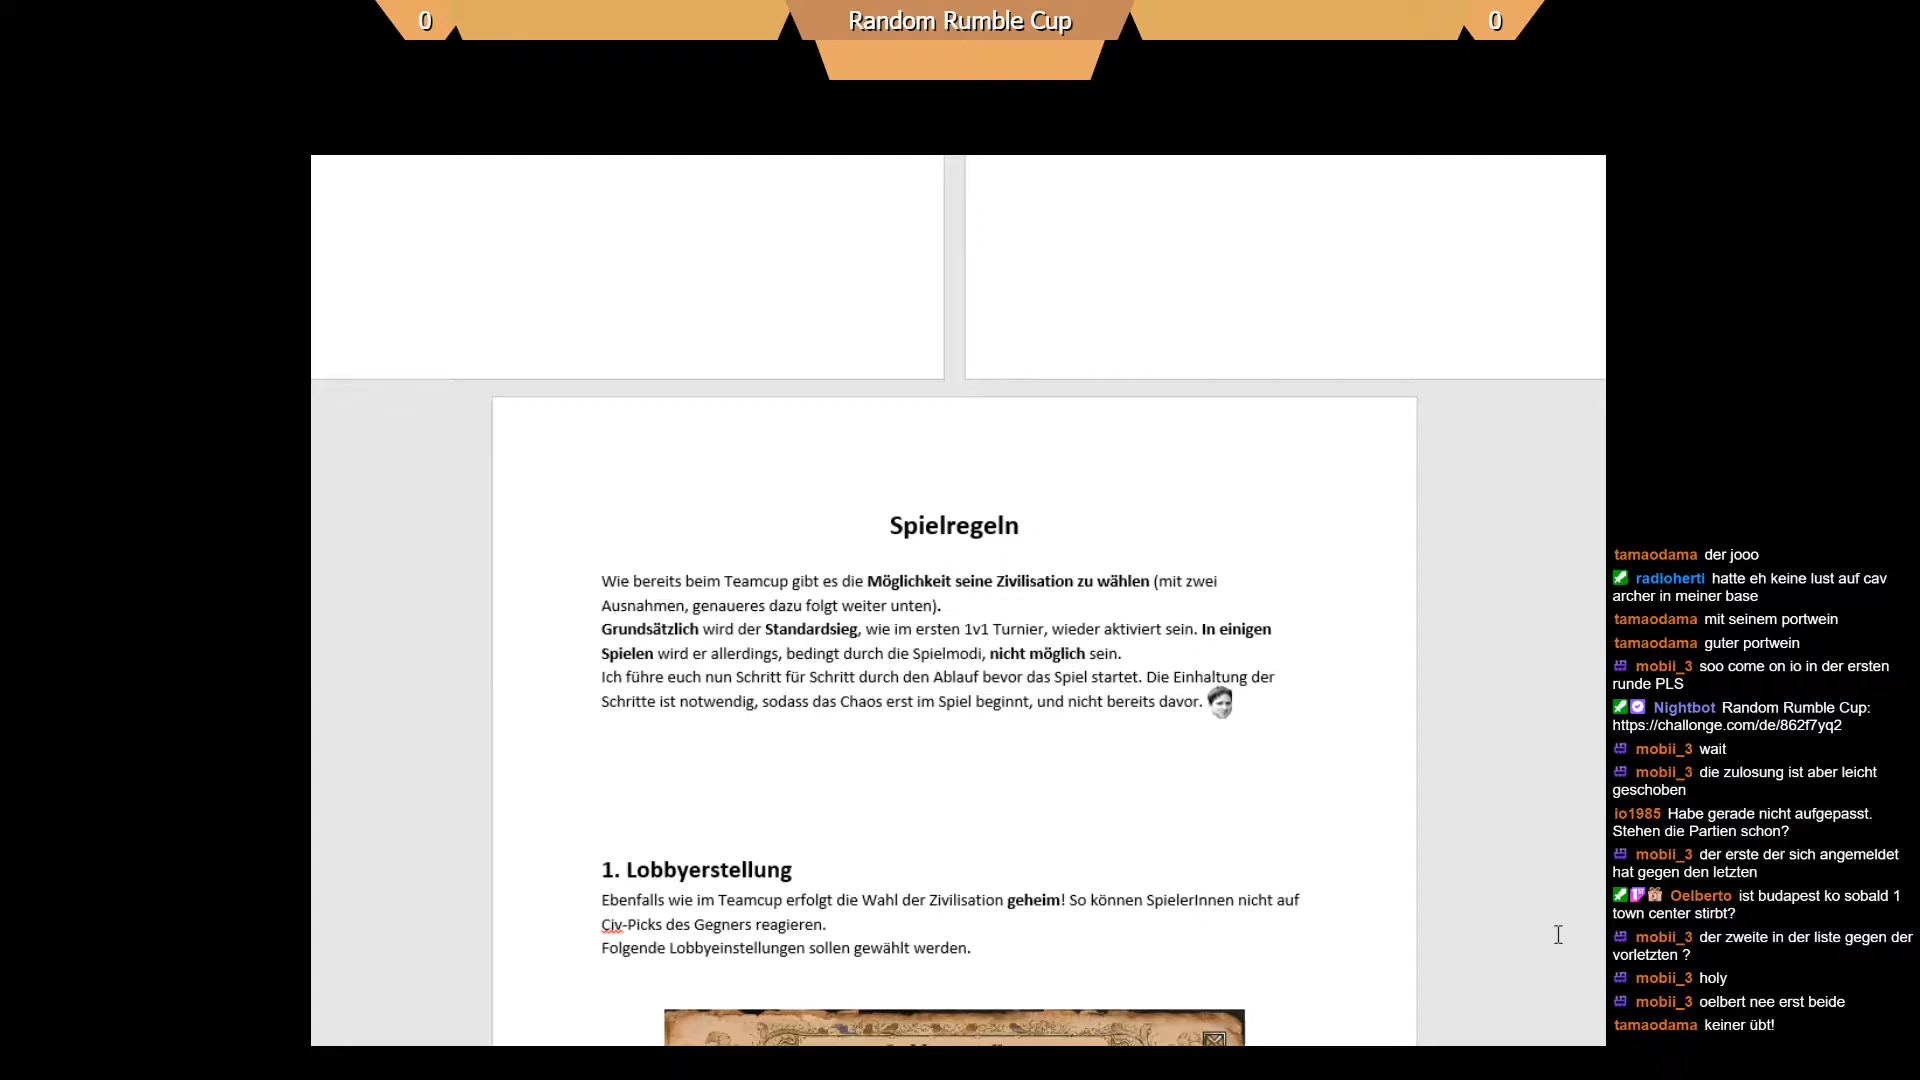 0
Random Rumble Cup
0
Spielregeln
Wie bereits beim Teamcup gibt es die Möglichkeit seine Zivilisation zu wählen (mit zwei
Ausnahmen, genaueres dazu folgt weiter unten).
Grundsätzlich wird der Standardsieg, wie im ersten 1v1 Turnier, wieder aktiviert sein. In einigen
Spielen wird er allerdings, bedingt durch die Spielmodi, nicht möglich sein.
Ich führe euch nun Schritt für Schritt durch den Ablauf bevor das Spiel startet. Die Einhaltung der
Schritte ist notwendig, sodass das Chaos erst im Spiel beginnt, und nicht bereits davor.
1. Lobbyerstellung
Ebenfalls wie im Teamcup erfolgt die Wahl der Zivilisation geheim! So können SpielerInnen nicht auf
Civ-Picks des Gegners reagieren.
Folgende Lobbyeinstellungen sollen gewählt werden.
tamaodama der jooo
radioherti hatte eh keine lust auf cav
archer in meiner base
tamaodama mit seinem portwein
tamaodama guter portwein
mobii_3 soo come on io in der ersten
runde PLS
Nightbot Random Rumble Cup:
https://challonge.com/de/862f7yq2
mobii_3 wait
mobii_3 die zulosung ist aber leicht
geschoben
io1985 Habe gerade nicht aufgepasst.
Stehen die Partien schon?
mobii_3 der erste der sich angemeldet
hat gegen den letzten
Oelberto ist budapest ko sobald 1
town center stirbt?
mobii_3 der zweite in der liste gegen der
vorletzten ?
mobii_3 holy
mobii_3 oelbert nee erst beide
tamaodama keiner übt!